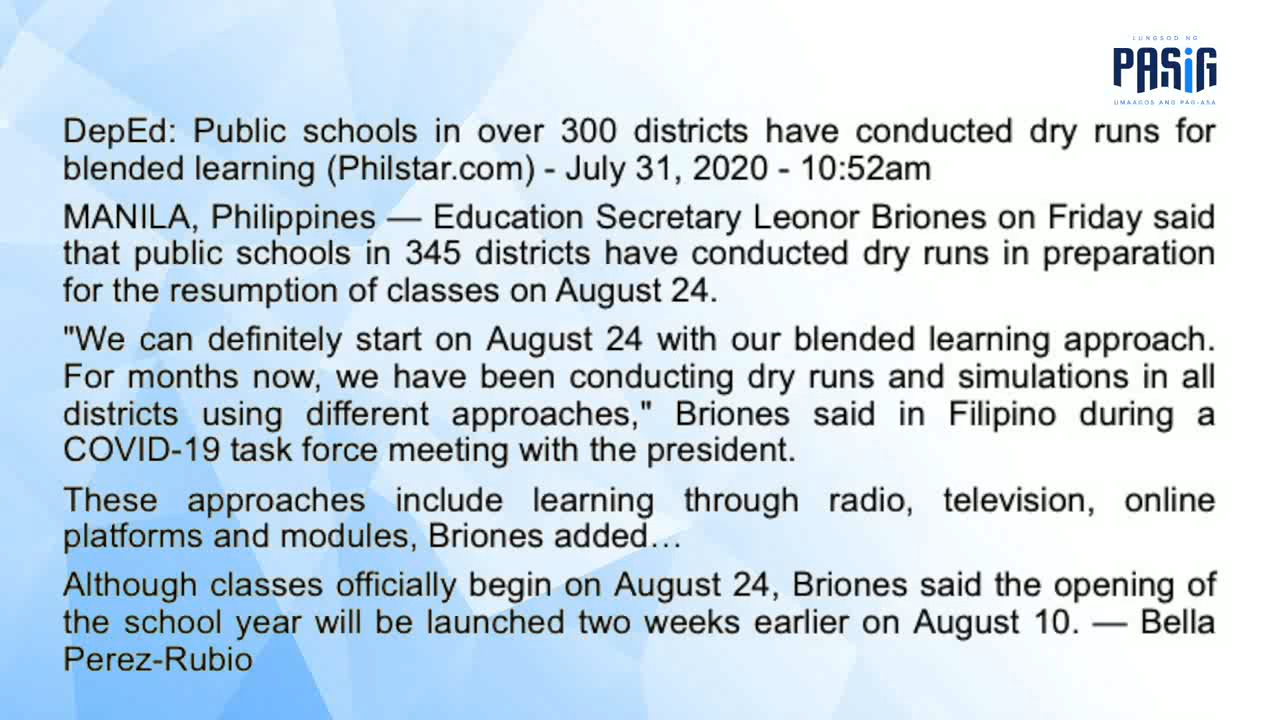 LUNGSOD NG
PASiG
UMAAGOS ANG PAG-ASA
DepEd: Public schools in over 300 districts have conducted dry runs for
blended learning (Philstar.com) - July 31, 2020 - 10:52am
MANILA, Philippines — Education Secretary Leonor Briones on Friday said
that public schools in 345 districts have conducted dry runs in preparation
for the resumption of classes on August 24.
"We can definitely start on August 24 with our blended learning approach.
For months now, we have been conducting dry runs and simulations in all
districts using different approaches," Briones said in Filipino during a
COVID-19 task force meeting with the president.
These approaches include learning through radio, television, online
platforms and modules, Briones added…
Although classes officially begin on August 24, Briones said the opening of
the school year will be launched two weeks earlier on August 10. — Bella
Perez-Rubio